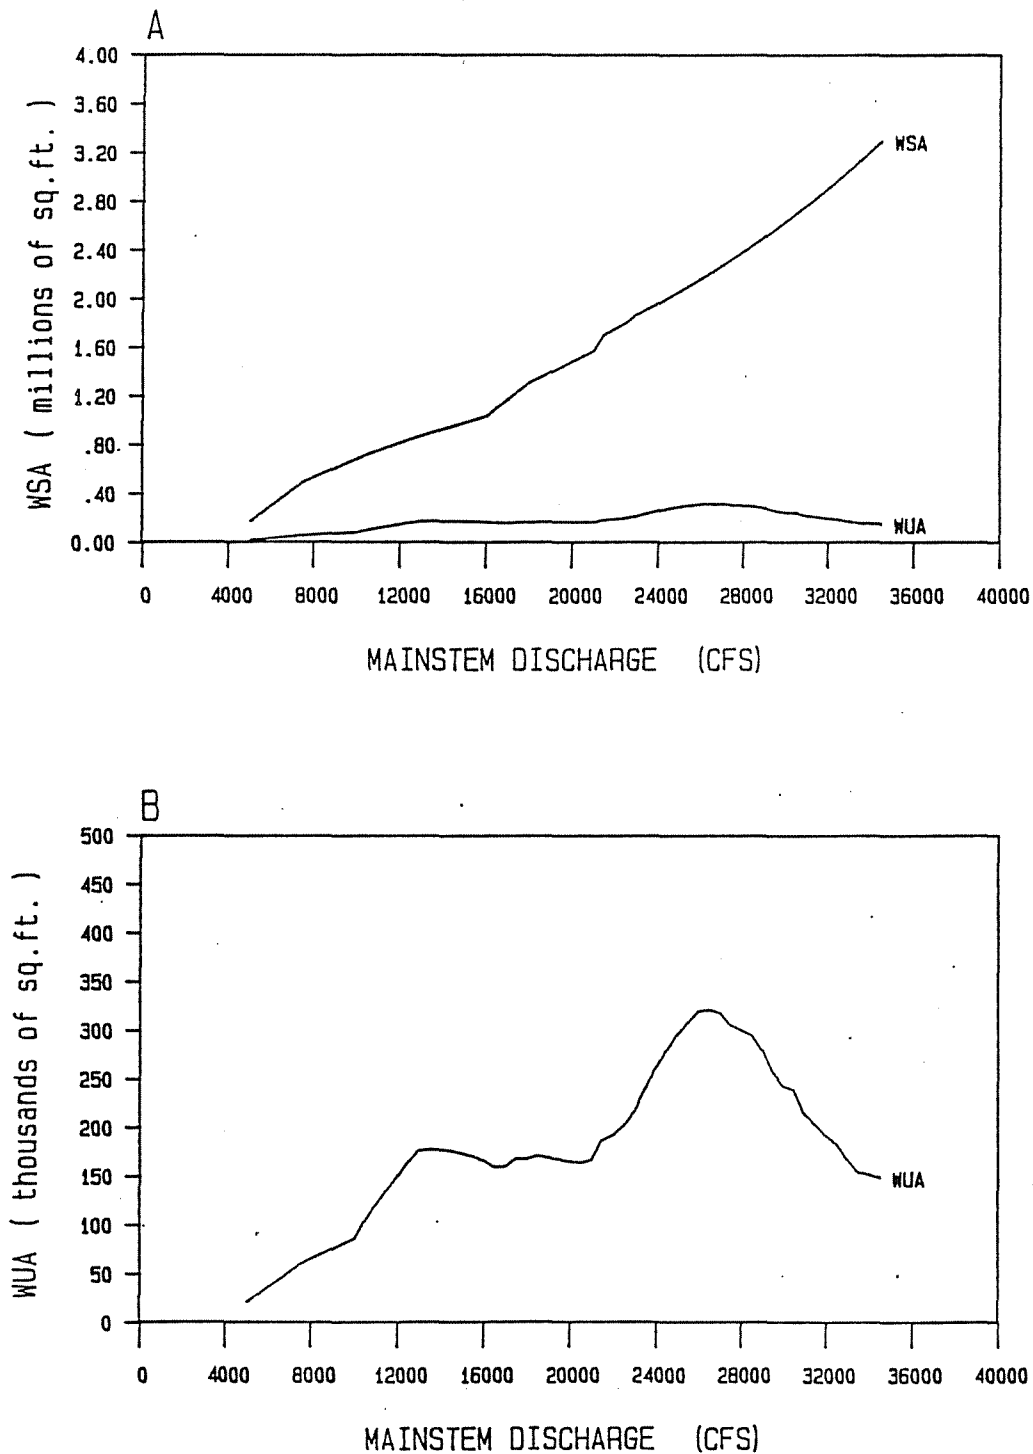 A
WSA ( millions of sq.ft. )
4.00
3.60
3.20
2.80
2.40
2.00
1.60
1.20
.80
.40
0.00
WSA
WUA
0 4000 8000 12000 16000 20000 24000 28000 32000 36000 40000
MAINSTEM DISCHARGE (CFS)
B
WUA ( thousands of sq.ft. )
500
450
400
350
300
250
200
150
100
50
0
WUA
0 4000 8000 12000 16000 20000 24000 28000 32000 36000 40000
MAINSTEM DISCHARGE (CFS)